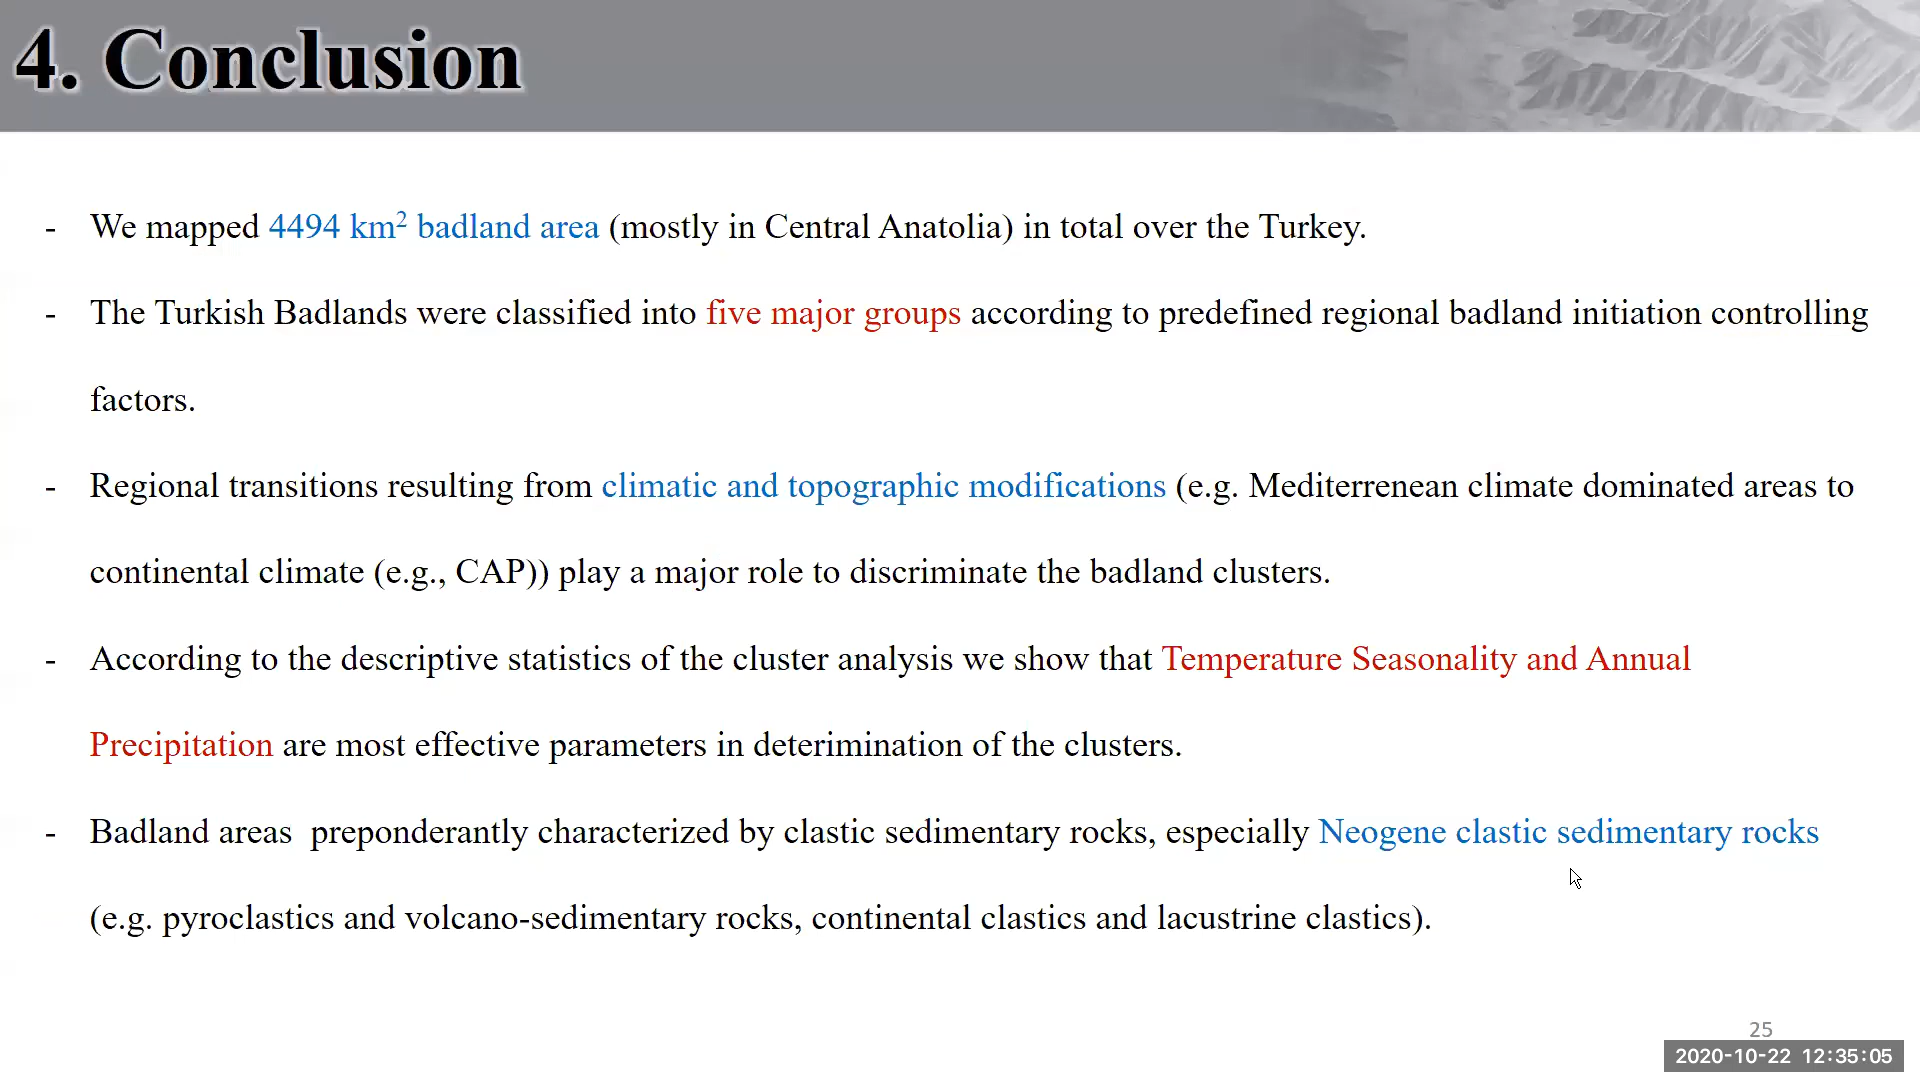 4. Conclusion
- We mapped 4494 km² badland area (mostly in Central Anatolia) in total over the Turkey.
- The Turkish Badlands were classified into five major groups according to predefined regional badland initiation controlling
factors.
- Regional transitions resulting from climatic and topographic modifications (e.g. Mediterrenean climate dominated areas to
continental climate (e.g., CAP)) play a major role to discriminate the badland clusters.
- According to the descriptive statistics of the cluster analysis we show that Temperature Seasonality and Annual
Precipitation are most effective parameters in deterimination of the clusters.
- Badland areas  preponderantly characterized by clastic sedimentary rocks, especially Neogene clastic sedimentary rocks
(e.g. pyroclastics and volcano-sedimentary rocks, continental clastics and lacustrine clastics).
25
2020-10-22 12:35:05